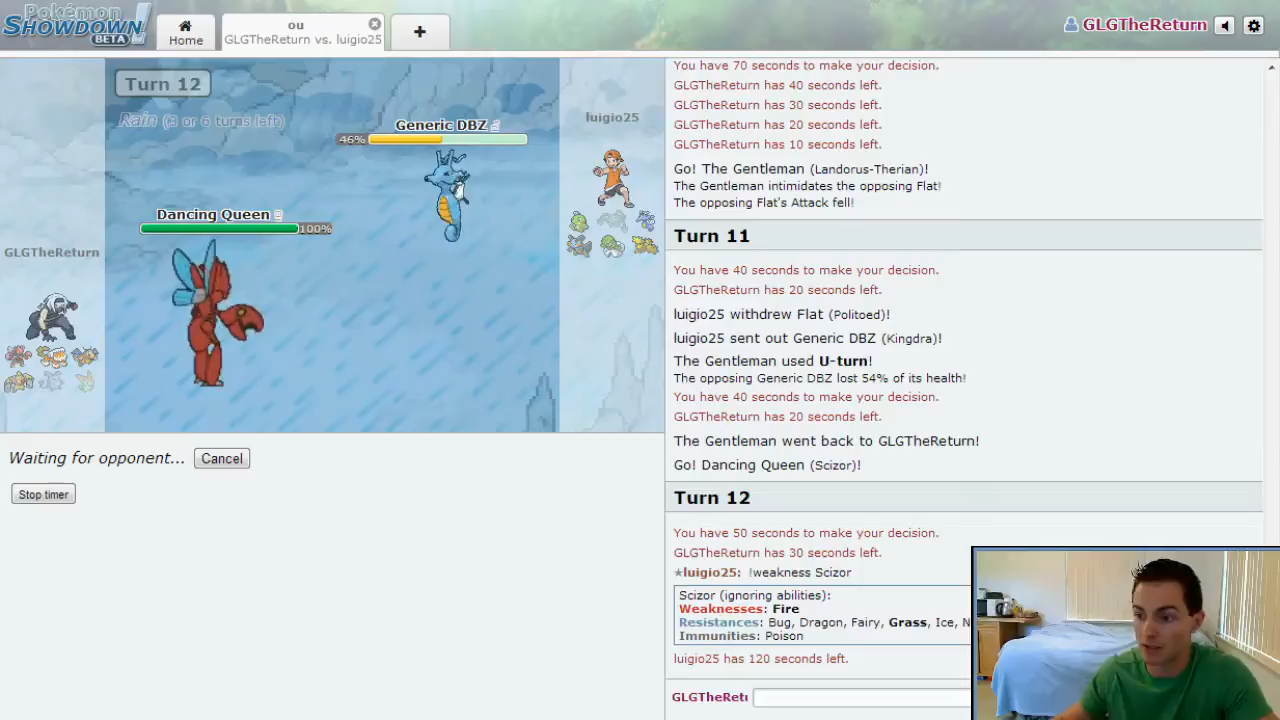 Pokémon
SHOWDOWN!
BETA
Home
ou
GLGTheReturn vs. luigio25
+
GLGTheReturn
Turn 12
Rain (3 or 6 turns left)
Generic DBZ
46%
luigio25
Dancing Queen
100%
GLGTheReturn
Waiting for opponent... Cancel
Stop timer
You have 70 seconds to make your decision.
GLGTheReturn has 40 seconds left.
GLGTheReturn has 30 seconds left.
GLGTheReturn has 20 seconds left.
GLGTheReturn has 10 seconds left.
Go! The Gentleman (Landorus-Therian)!
The Gentleman intimidates the opposing Flat!
The opposing Flat's Attack fell!
Turn 11
You have 40 seconds to make your decision.
GLGTheReturn has 20 seconds left.
luigio25 withdrew Flat (Politoed)!
luigio25 sent out Generic DBZ (Kingdra)!
The Gentleman used U-turn!
The opposing Generic DBZ lost 54% of its health!
You have 40 seconds to make your decision.
GLGTheReturn has 20 seconds left.
The Gentleman went back to GLGTheReturn!
Go! Dancing Queen (Scizor)!
Turn 12
You have 50 seconds to make your decision.
GLGTheReturn has 30 seconds left.
★luigio25: !weakness Scizor
Scizor (ignoring abilities):
Weaknesses: Fire
Resistances: Bug, Dragon, Fairy, Grass, Ice, N
Immunities: Poison
luigio25 has 120 seconds left.
GLGTheRet